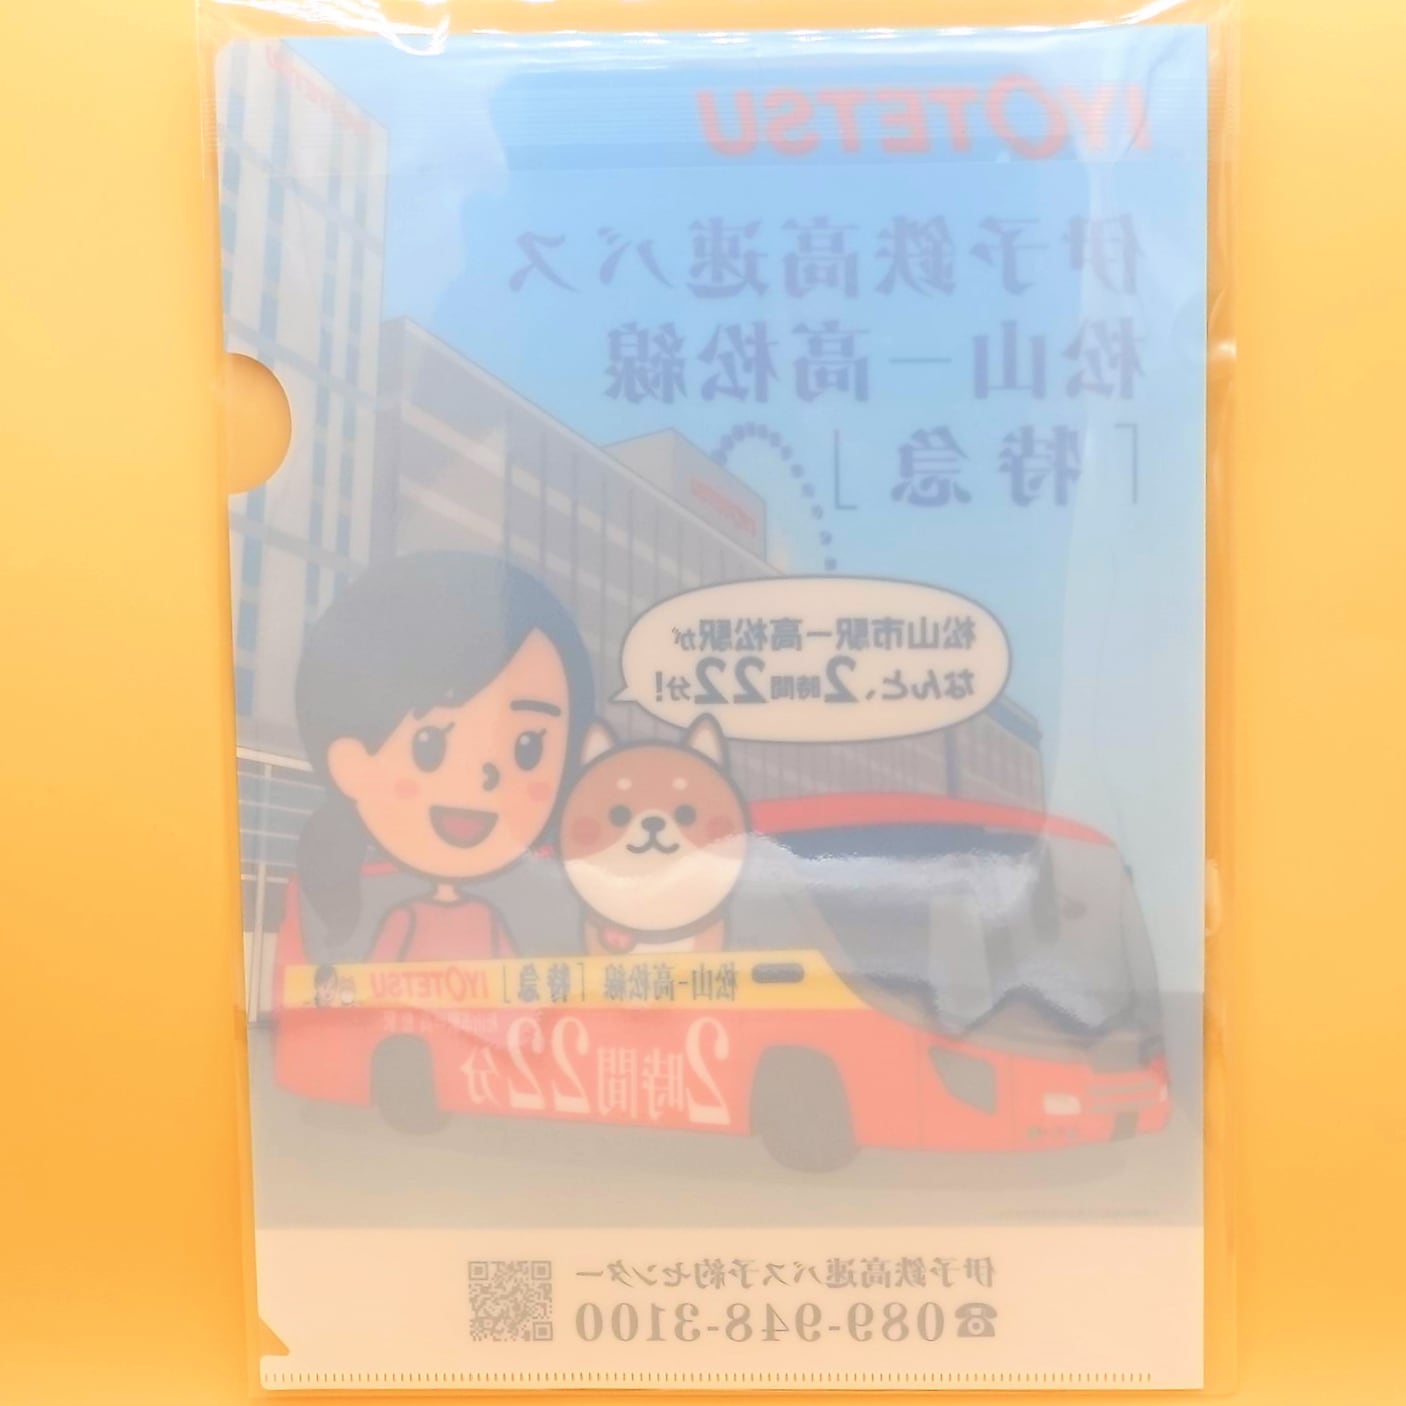 IYOTETSU
伊予鉄高速バス
松山－高松線
「特急」
IYOTETSU
松山市駅－高松駅が
なんと、2時間22分!
松山-高松線「特急」 IYOTETSU
2時間22分
伊予鉄高速バス予約センター
☎089-948-3100